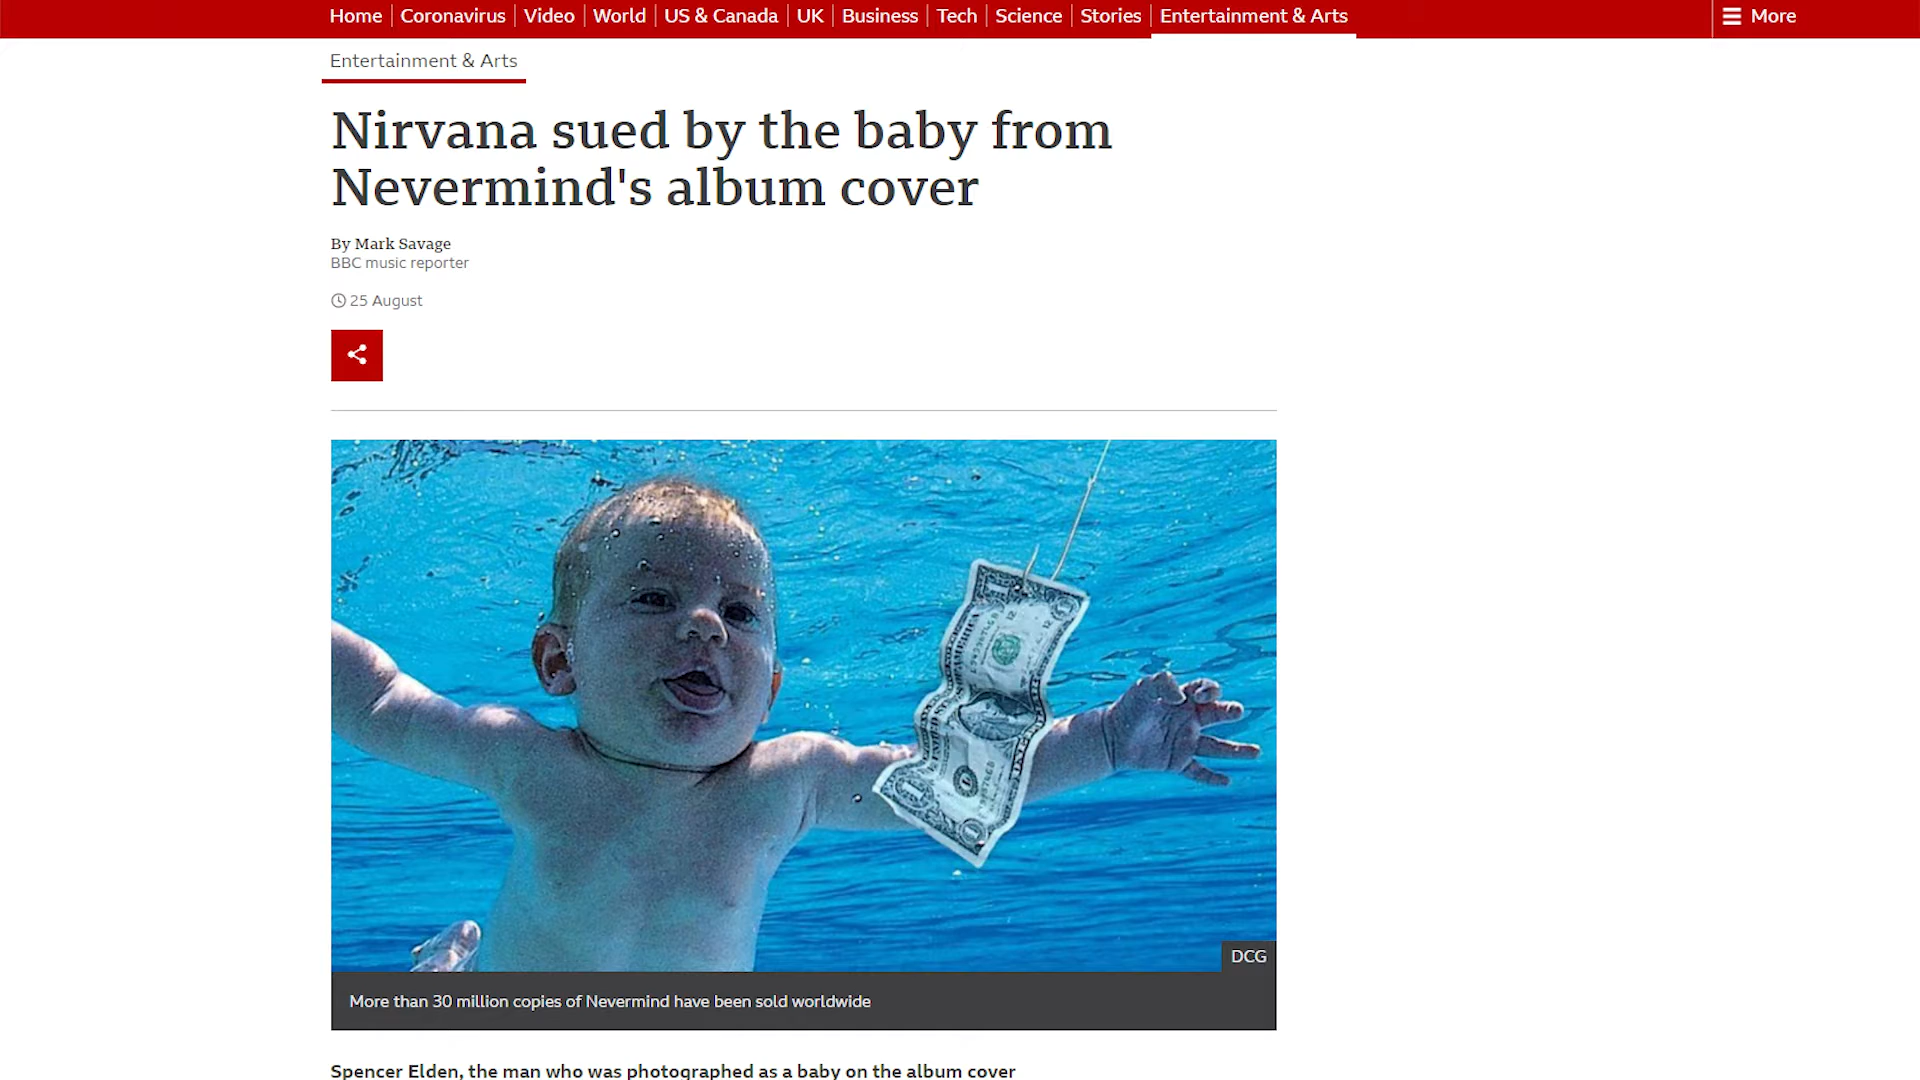 Home Coronavirus Video World US & Canada UK Business Tech Science Stories Entertainment & Arts More
Entertainment & Arts
Nirvana sued by the baby from
Nevermind's album cover
By Mark Savage
BBC music reporter
25 August
DCG
More than 30 million copies of Nevermind have been sold worldwide
Spencer Elden, the man who was photographed as a baby on the album cover